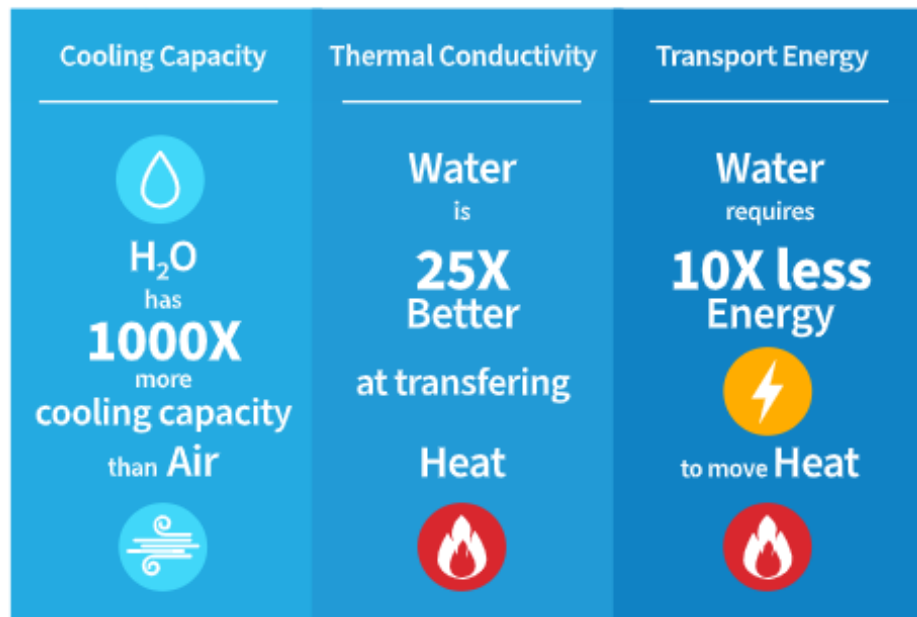 Cooling Capacity
H₂O
has
1000X
more
cooling capacity
than Air
Thermal Conductivity
Water
is
25X
Better
at transfering
Heat
Transport Energy
Water
requires
10X less
Energy
to move Heat